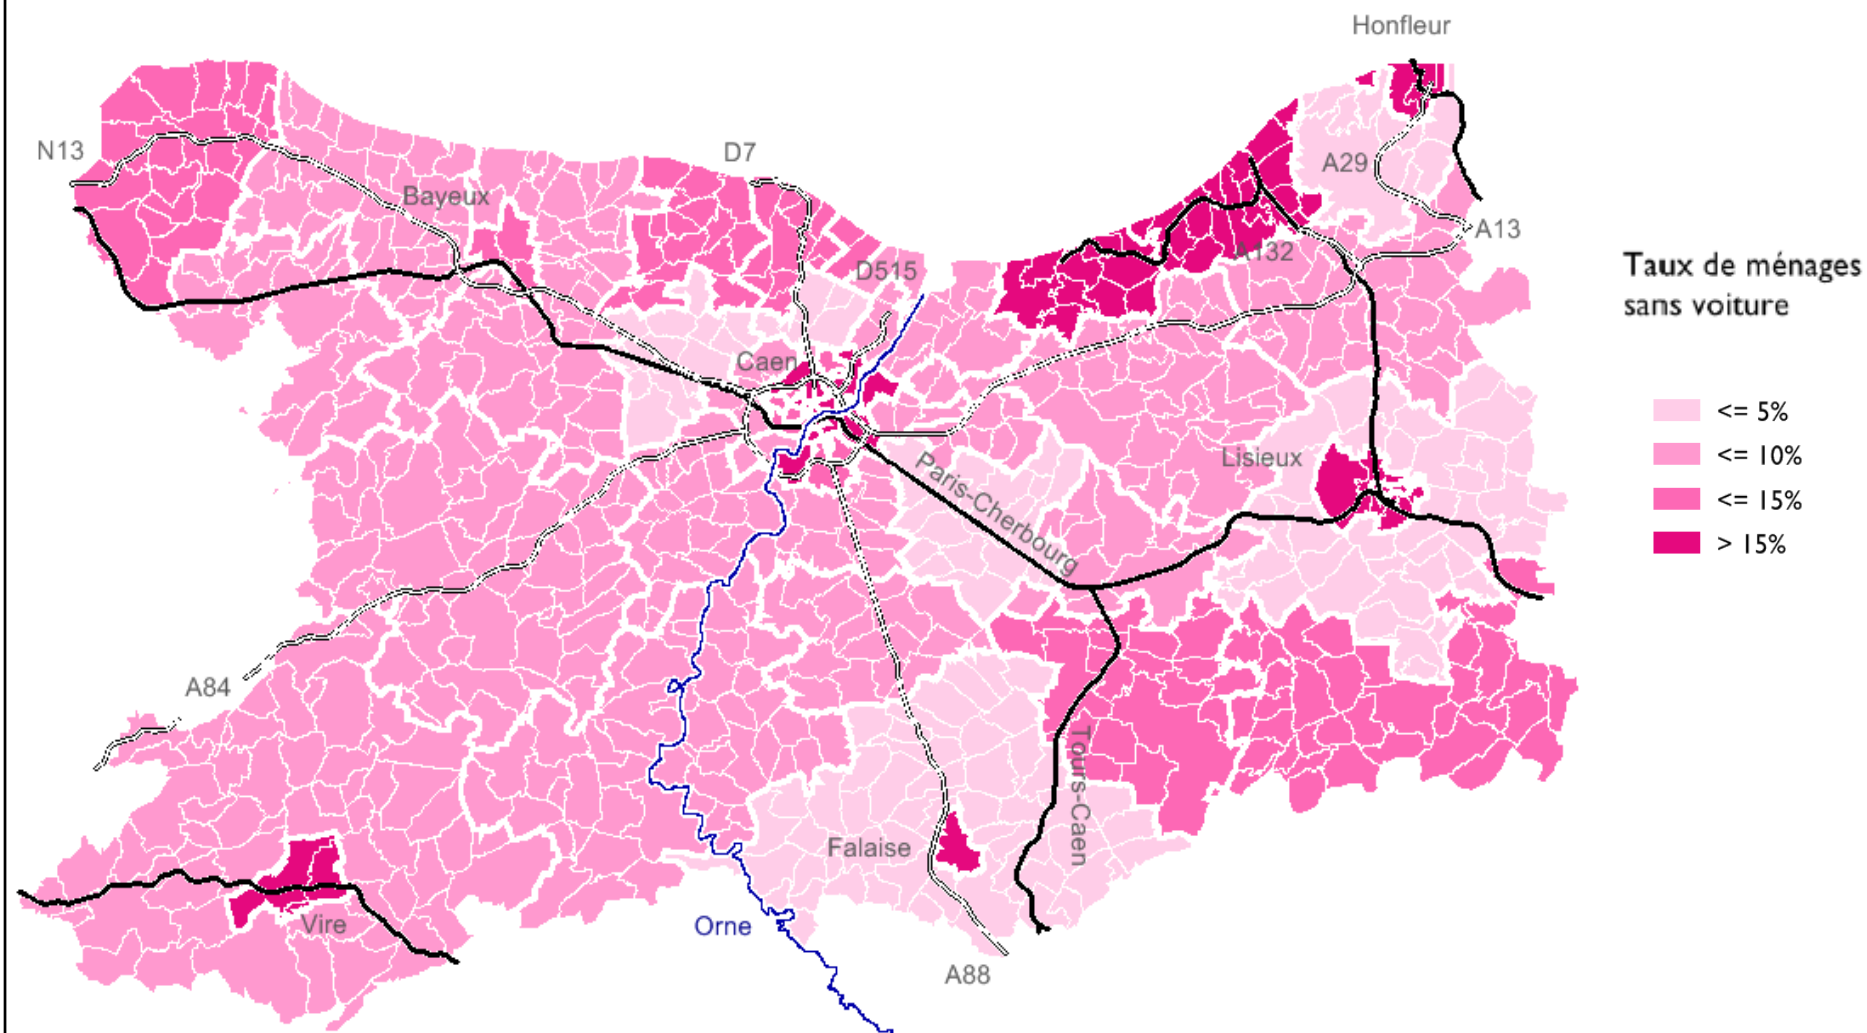 Honfleur
N13
D7
A29
Bayeux
A13
A132
D515
Taux de ménages
sans voiture
Caen
<= 5%
<= 10%
<= 15%
> 15%
Lisieux
Paris-Cherbourg
A84
Tours-Caen
Falaise
Vire
Orne
A88